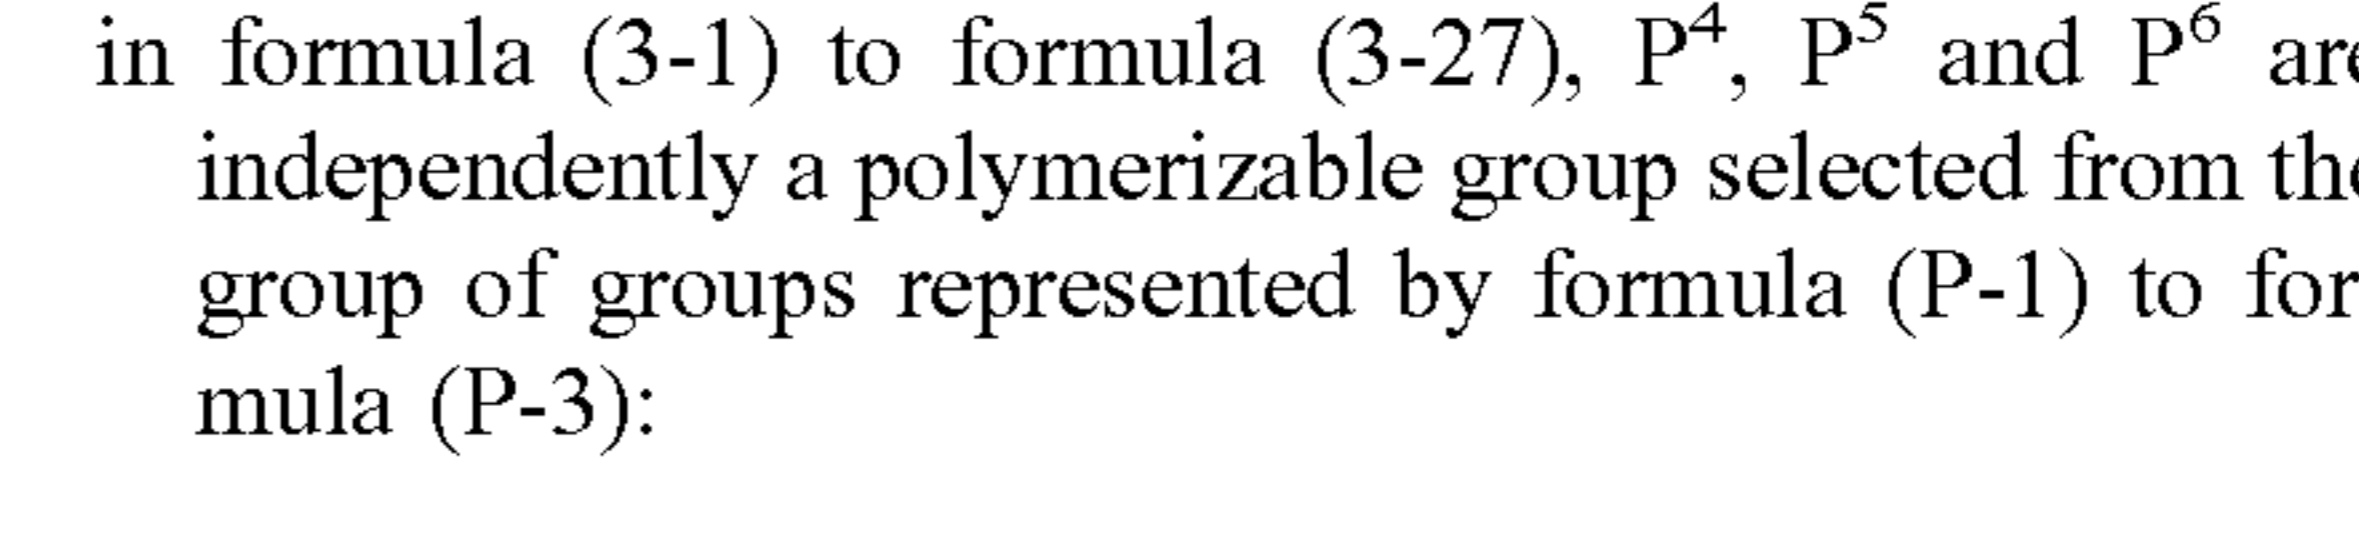 in formula (3-1) to formula (3-27), P⁴, P⁵ and P⁶ are
independently a polymerizable group selected from the
group of groups represented by formula (P-1) to for
mula (P-3):